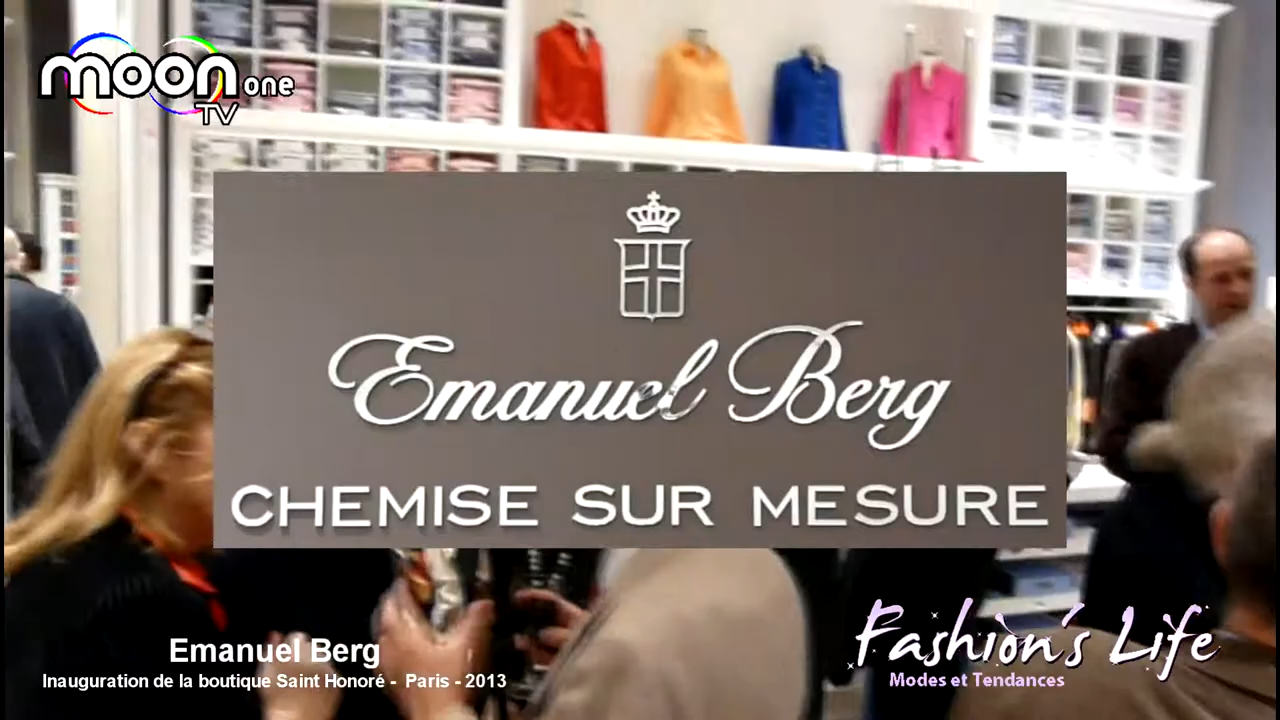 moon one
TV
Emanuel Berg
CHEMISE SUR MESURE
Emanuel Berg
Inauguration de la boutique Saint Honoré - Paris - 2013
Fashion's Life
Modes et Tendances